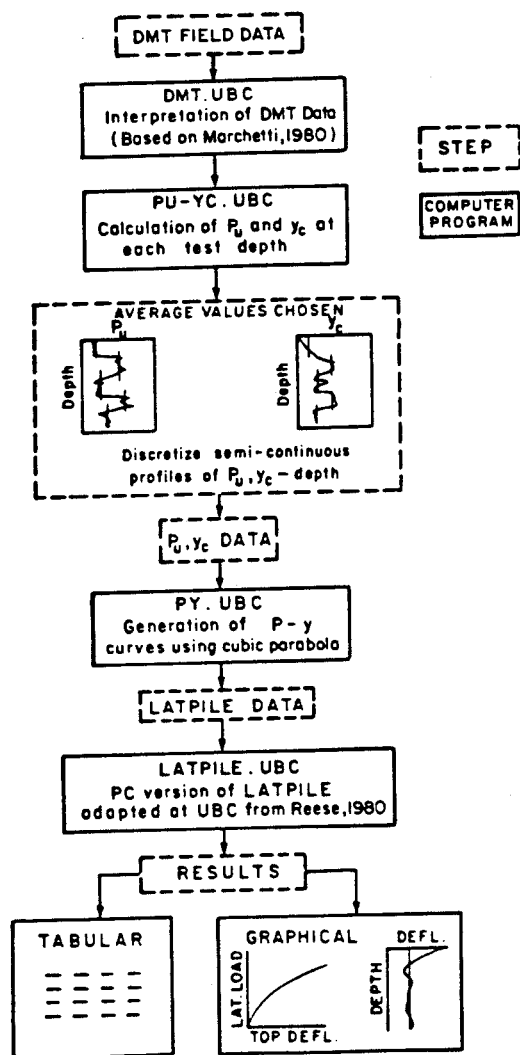 DMT FIELD DATA
DMT.UBC
Interpretation of DMT Data
(Based on Marchetti,1980)
STEP
COMPUTER
PROGRAM
PU-YC.UBC
Calculation of Pu and yc at
each test depth
AVERAGE VALUES CHOSEN
Pu
yc
Depth
Depth
Discretize semi-continuous
profiles of Pu,yc-depth
Pu,yc DATA
PY.UBC
Generation of P-y
curves using cubic parabola
LATPILE DATA
LATPILE.UBC
PC version of LATPILE
adapted at UBC from Reese,1980
RESULTS
TABULAR
GRAPHICAL
LAT.LOAD
TOP DEFL.
DEFL.
DEPTH